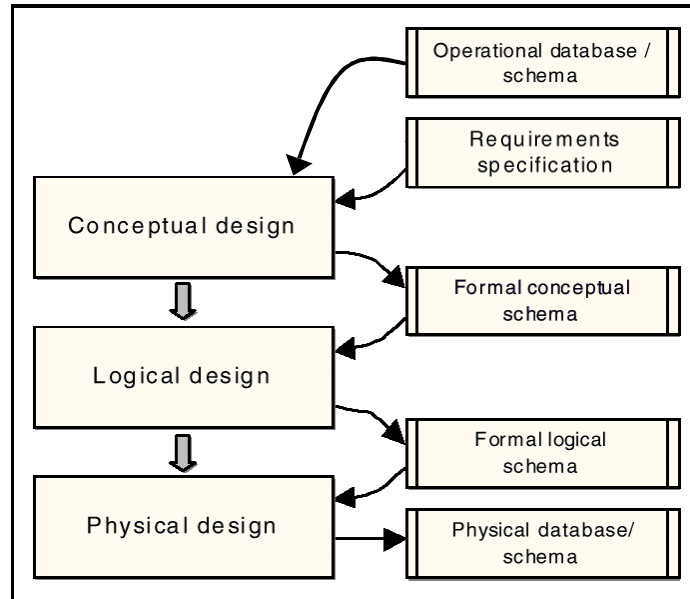 Operational database /
schema
Requirements
specification
Conceptual design
Formal conceptual
schema
Logical design
Formal logical
schema
Physical design
Physical database/
schema